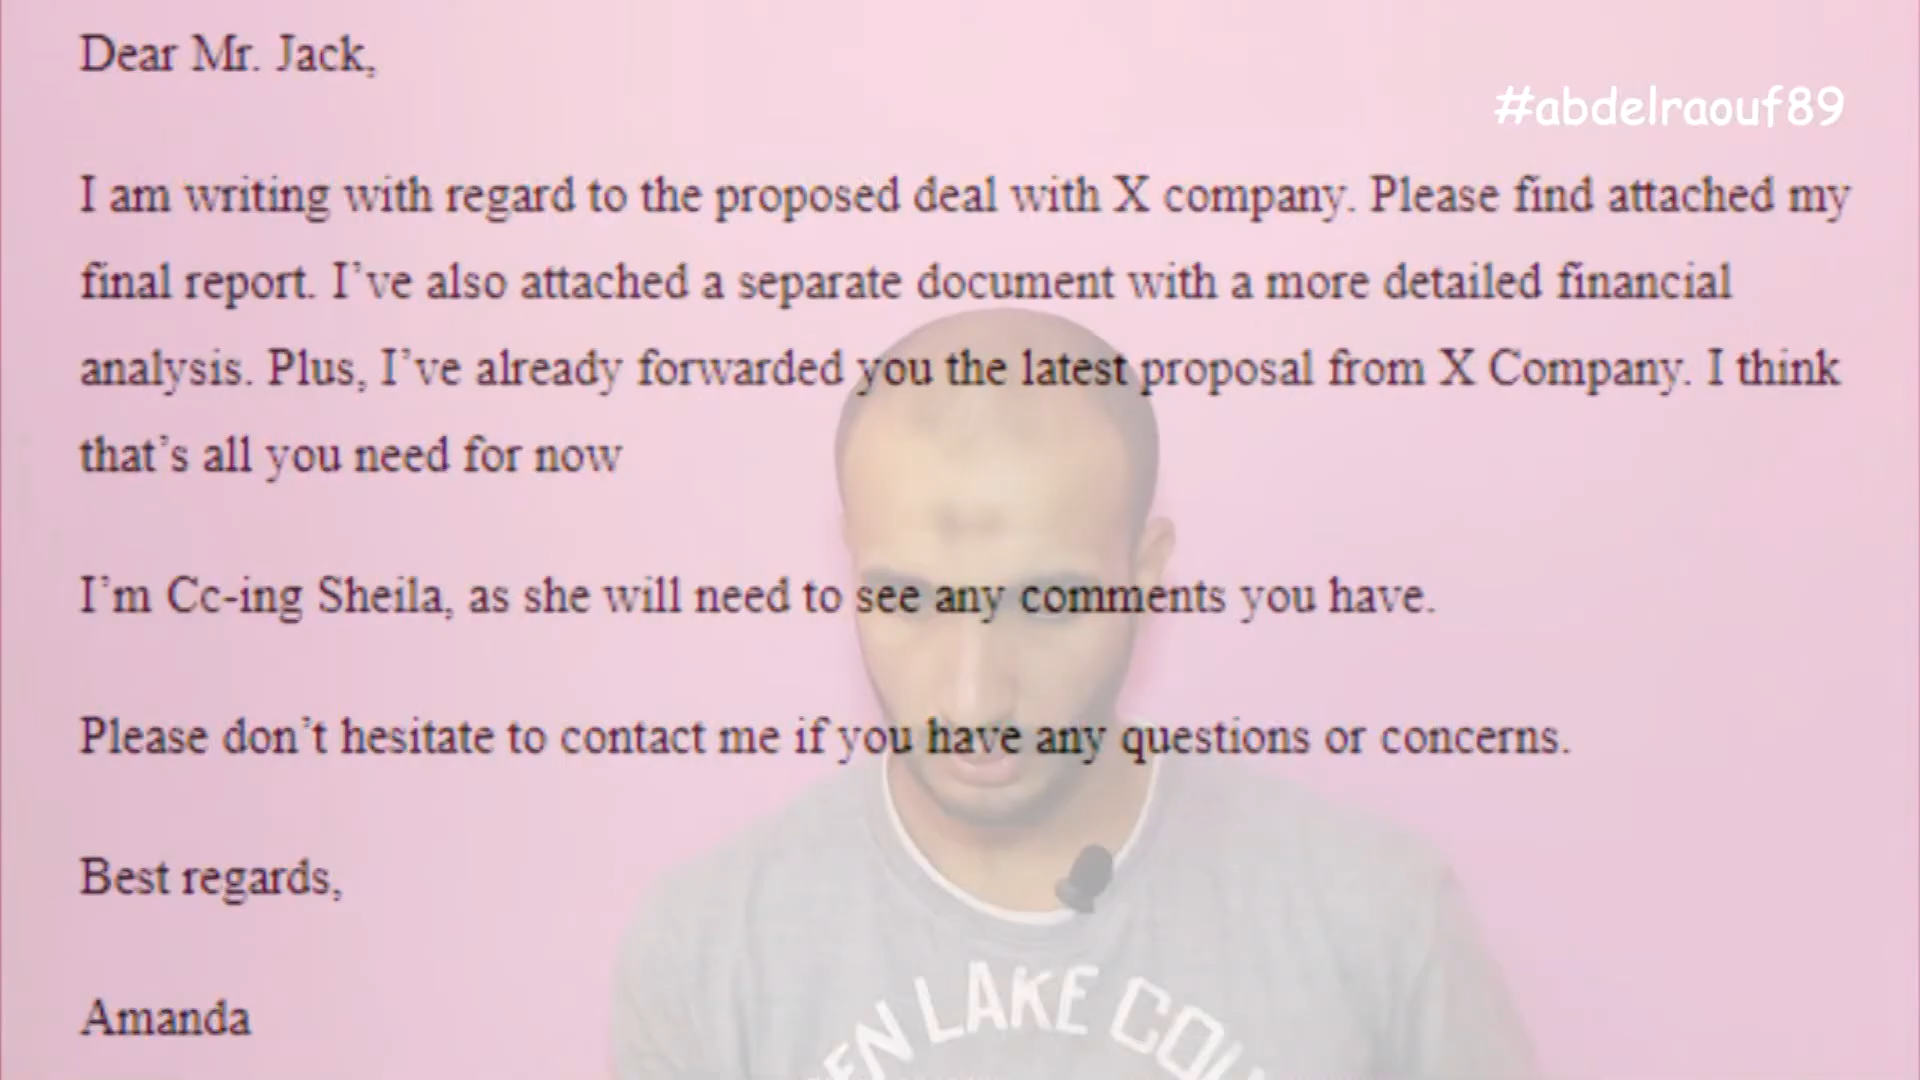 Dear Mr. Jack,
#abdelraouf89
I am writing with regard to the proposed deal with X company. Please find attached my
final report. I've also attached a separate document with a more detailed financial
analysis. Plus, I've already forwarded you the latest proposal from X Company. I think
that's all you need for now
I'm Cc-ing Sheila, as she will need to see any comments you have.
Please don't hesitate to contact me if you have any questions or concerns.
Best regards,
Amanda
LAKE